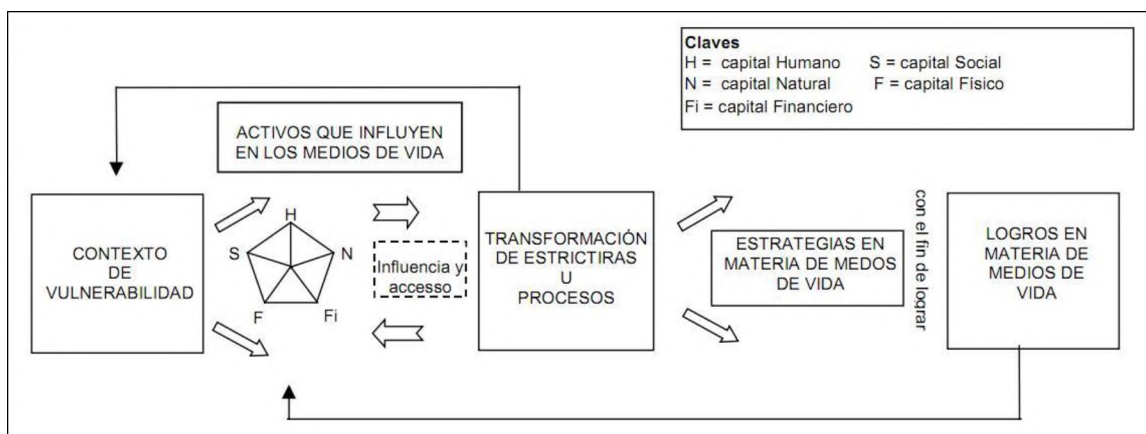 Claves
H = capital Humano S = capital Social
N = capital Natural F = capital Físico
Fi = capital Financiero
ACTIVOS QUE INFLUYEN
EN LOS MEDIOS DE VIDA
CONTEXTO
DE
VULNERABILIDAD
H
S
N
F
Fi
Influencia y
accesso
TRANSFORMACIÓN
DE ESTRICTIRAS
U
PROCESOS
ESTRATEGIAS EN
MATERIA DE MEDOS
DE VIDA
con el fin de lograr
LOGROS EN
MATERIA DE
MEDIOS DE
VIDA